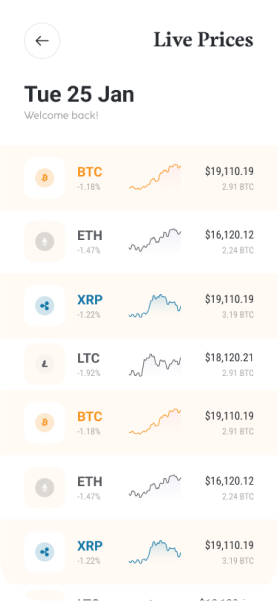 Live Prices
Tue 25 Jan
Welcome back!
BTC $19,110.19
-1.18% 2.91 BTC
ETH $16,120.12
-1.47% 2.24 BTC
XRP $19,110.19
-1.22% 3.19 BTC
LTC $18,120.21
-1.92% 2.91 BTC
BTC $19,110.19
-1.18% 2.91 BTC
ETH $16,120.12
-1.47% 2.24 BTC
XRP $19,110.19
-1.22% 3.19 BTC